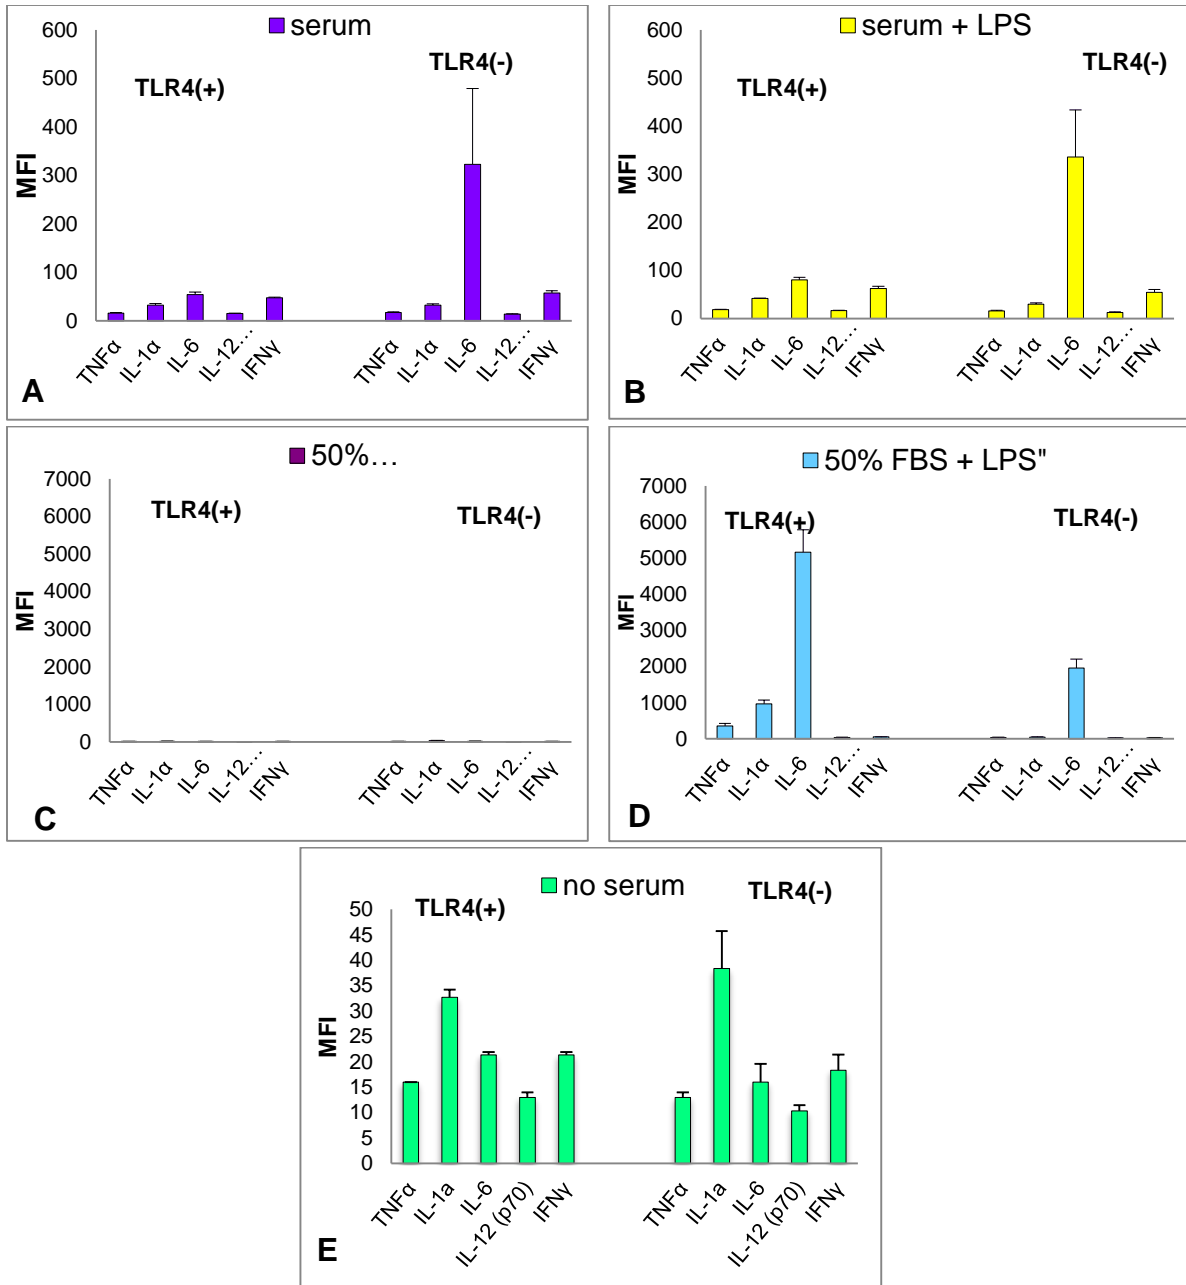 serum
600
500
400
300
200
100
0
MFI
TLR4(+)
TLR4(-)
TNFα IL-1α IL-6 IL-12… IFNγ TNFα IL-1α IL-6 IL-12… IFNγ
A
serum + LPS
600
500
400
300
200
100
0
MFI
TLR4(+)
TLR4(-)
TNFα IL-1α IL-6 IL-12… IFNγ TNFα IL-1α IL-6 IL-12… IFNγ
B
50%…
7000
6000
5000
4000
3000
2000
1000
0
MFI
TLR4(+)
TLR4(-)
TNFα IL-1α IL-6 IL-12… IFNγ TNFα IL-1α IL-6 IL-12… IFNγ
C
50% FBS + LPS"
7000
6000
5000
4000
3000
2000
1000
0
MFI
TLR4(+)
TLR4(-)
TNFα IL-1α IL-6 IL-12… IFNγ TNFα IL-1α IL-6 IL-12… IFNγ
D
no serum
50
45
40
35
30
25
20
15
10
5
0
MFI
TLR4(+)
TLR4(-)
TNFα IL-1a IL-6 IL-12 (p70) IFNγ TNFα IL-1a IL-6 IL-12 (p70) IFNγ
E